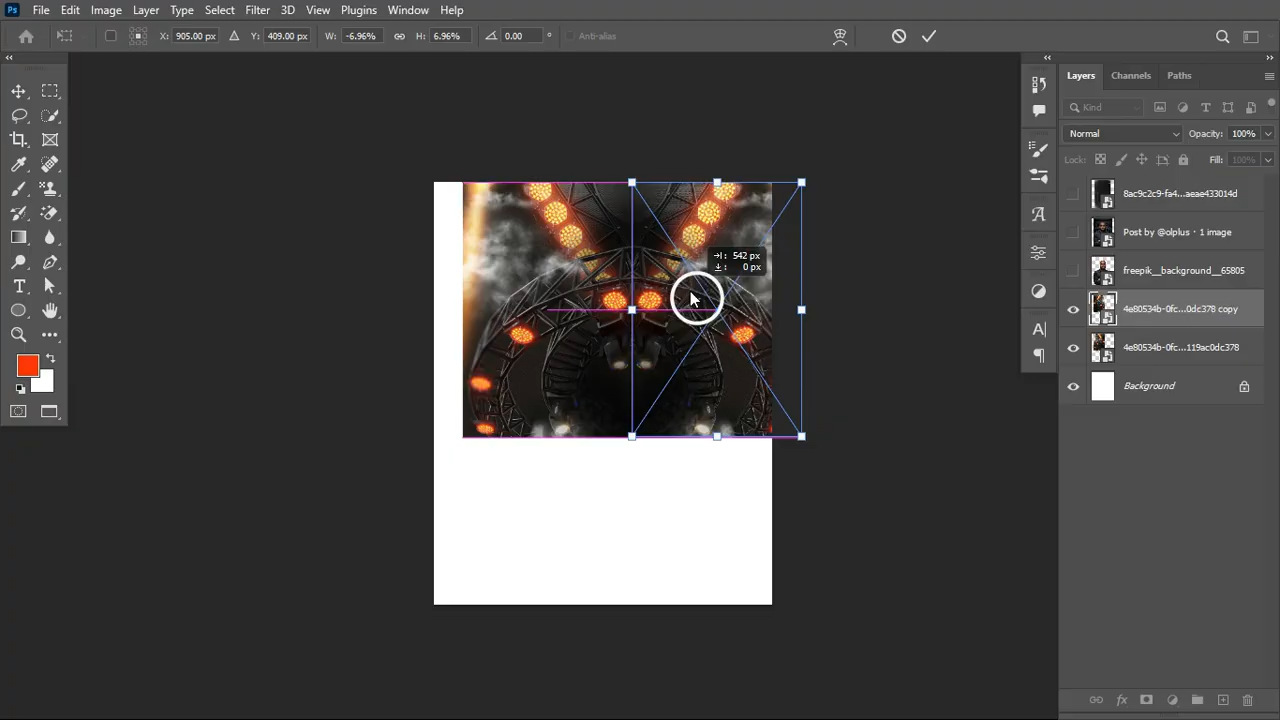 Ps File Edit Image Layer Type Select Filter 3D View Plugins Window Help
X: 905.00 px Y: 409.00 px W: -6.96% H: 6.96% 0.00 ° Anti-alias
Layers Channels Paths
Kind
Normal Opacity: 100%
Lock: Fill: 100%
8ac9c2c9-fa4...aeae433014d
Post by @olplus · 1 image
freepik__background__65805
4e80534b-0fc...0dc378 copy
4e80534b-0fc...119ac0dc378
Background
542 px
0 px